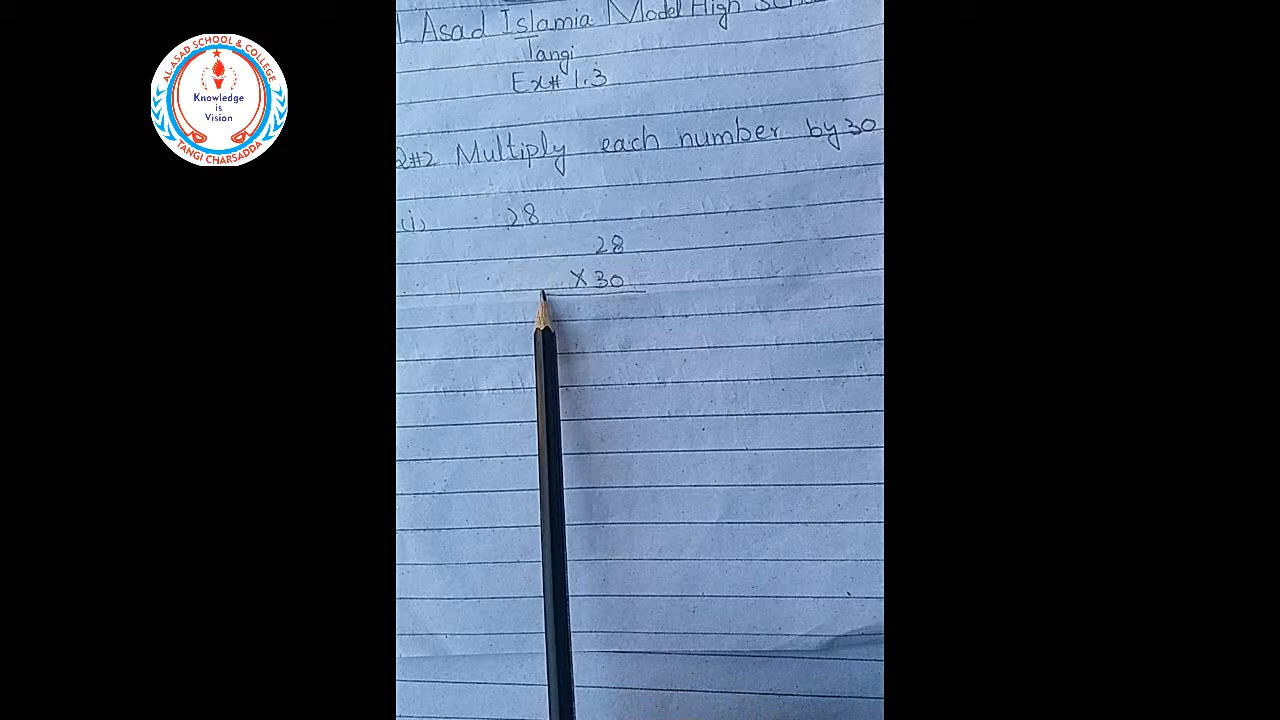 AL-ASAD SCHOOL & COLLEGE
Knowledge
is
Vision
TANGI CHARSADDA
Asad Islamia Model High
Tangi
Ex# 1.3
Q#2 Multiply each number by 30
(i) 28
28
×30